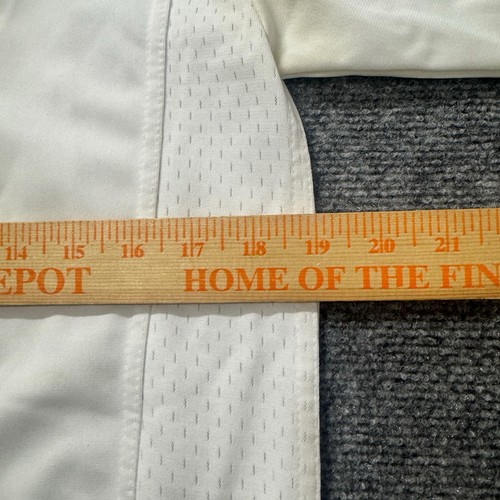 14 15 16 17 18 19 20 21
EPOT HOME OF THE FIN